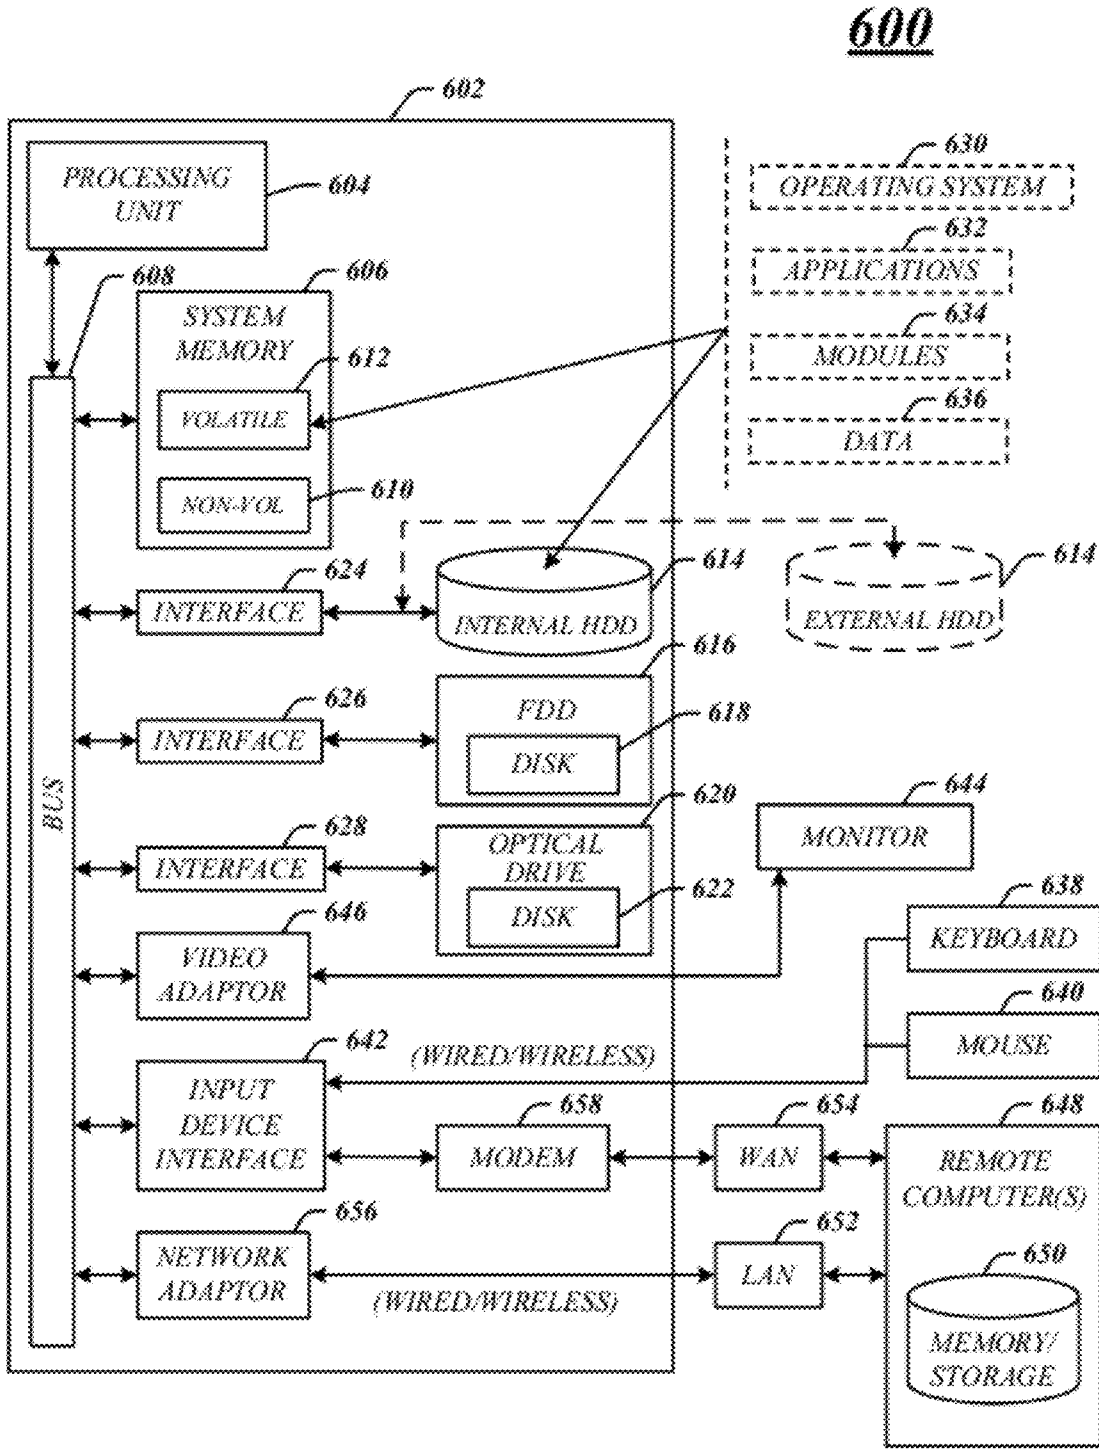 600
602
PROCESSING
UNIT
604
630
OPERATING SYSTEM
632
APPLICATIONS
634
MODULES
636
DATA
608
606
SYSTEM
MEMORY
612
VOLATILE
610
NON-VOL
624
INTERFACE
614
INTERNAL HDD
614
EXTERNAL HDD
626
INTERFACE
616
FDD
618
DISK
BUS
628
INTERFACE
620
OPTICAL
DRIVE
622
DISK
644
MONITOR
646
VIDEO
ADAPTOR
638
KEYBOARD
640
MOUSE
642
INPUT
DEVICE
INTERFACE
(WIRED/WIRELESS)
658
MODEM
654
WAN
648
REMOTE
COMPUTER(S)
656
NETWORK
ADAPTOR
(WIRED/WIRELESS)
652
LAN
650
MEMORY/
STORAGE